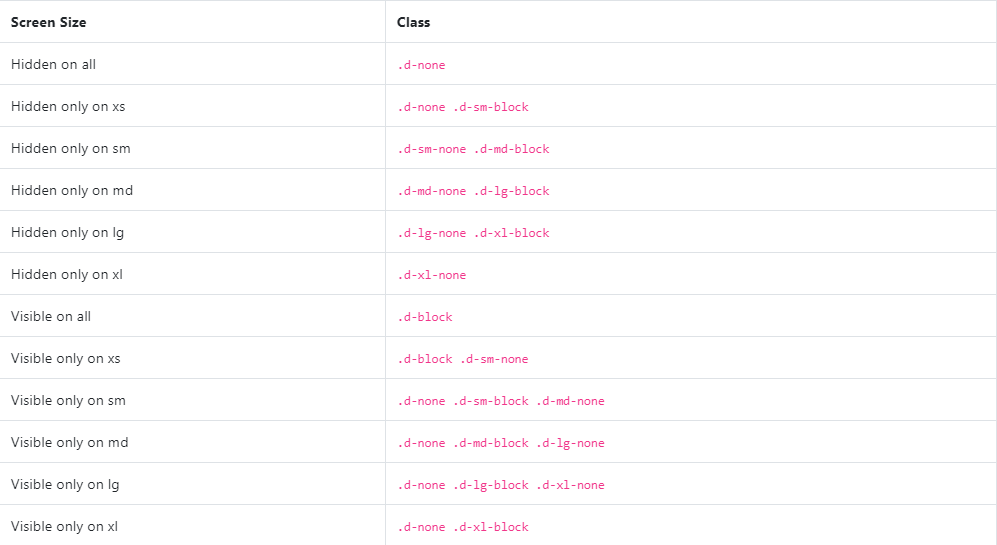 Screen Size Class
Hidden on all .d-none
Hidden only on xs .d-none .d-sm-block
Hidden only on sm .d-sm-none .d-md-block
Hidden only on md .d-md-none .d-lg-block
Hidden only on lg .d-lg-none .d-xl-block
Hidden only on xl .d-xl-none
Visible on all .d-block
Visible only on xs .d-block .d-sm-none
Visible only on sm .d-none .d-sm-block .d-md-none
Visible only on md .d-none .d-md-block .d-lg-none
Visible only on lg .d-none .d-lg-block .d-xl-none
Visible only on xl .d-none .d-xl-block